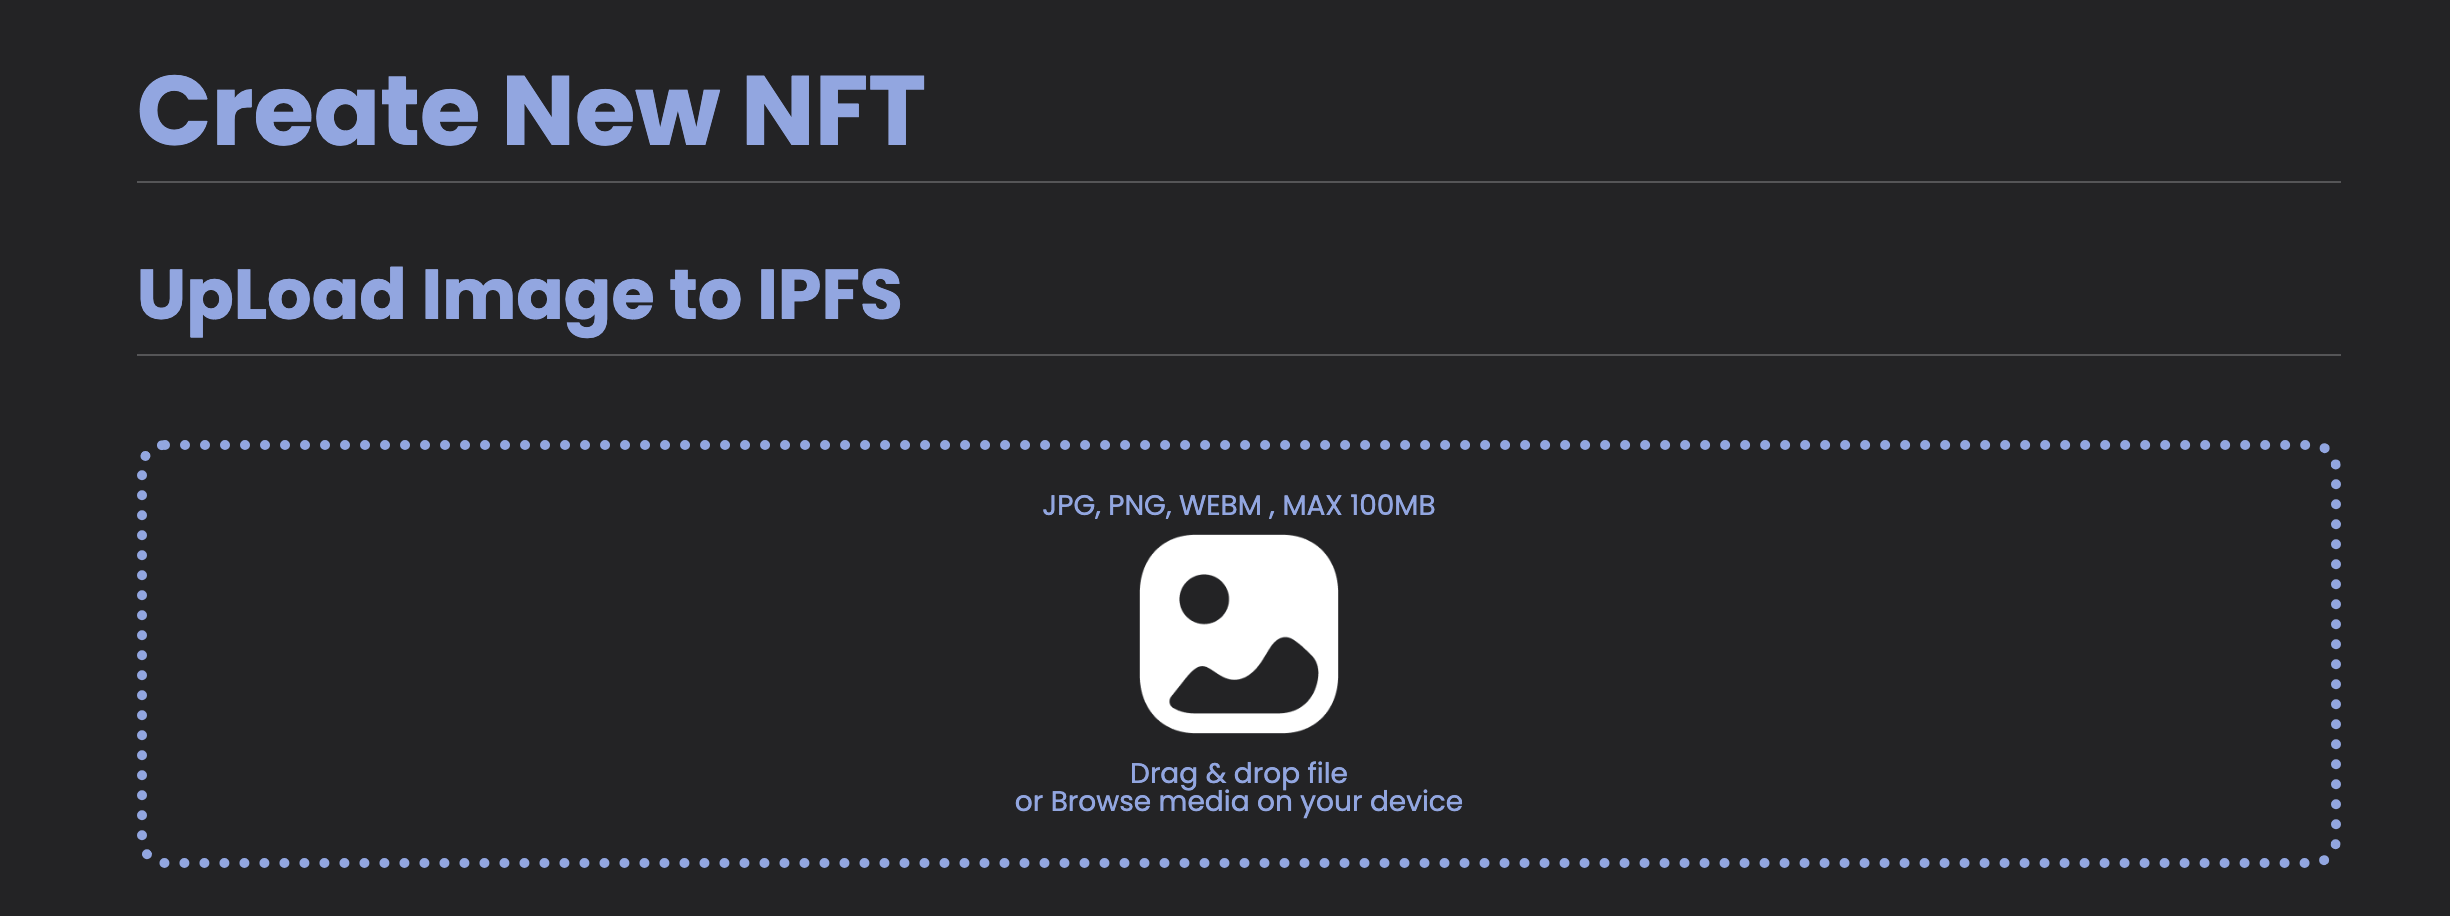 Create New NFT
UpLoad Image to IPFS
JPG, PNG, WEBM , MAX 100MB
Drag & drop file
or Browse media on your device